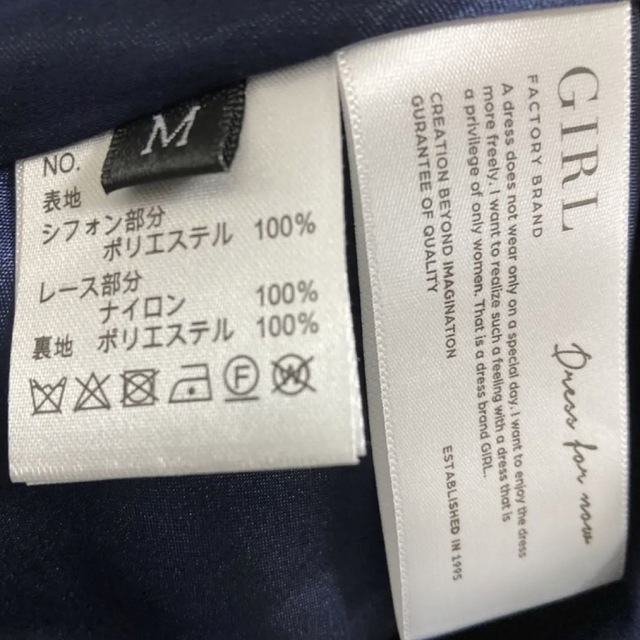 M
NO.
表地
シフォン部分
ポリエステル 100%
レース部分
ナイロン 100%
裏地 ポリエステル 100%
F
W
GIRL
FACTORY BRAND
Dress for now
A dress does not wear only on a special day. I want to enjoy the dress
more freely. I want to realize such a feeling with a dress that is
a privilege of only women. That is a dress brand GIRL.
CREATION BEYOND IMAGINATION
GURANTEE OF QUALITY
ESTABLISHED IN 1995